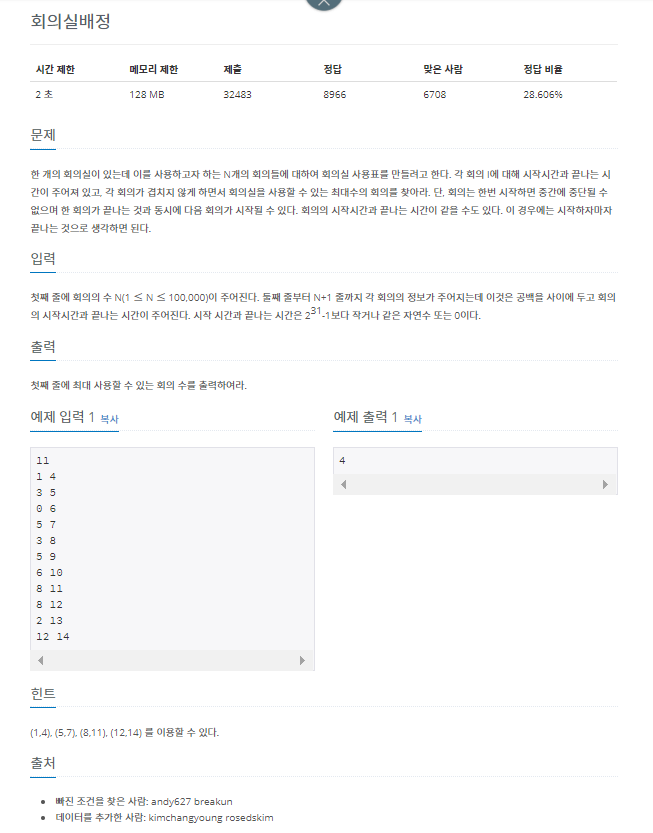 회의실배정
시간 제한 메모리 제한 제출 정답 맞은 사람 정답 비율
2 초 128 MB 32483 8966 6708 28.606%
문제
한 개의 회의실이 있는데 이를 사용하고자 하는 N개의 회의들에 대하여 회의실 사용표를 만들려고 한다. 각 회의 I에 대해 시작시간과 끝나는 시
간이 주어져 있고, 각 회의가 겹치지 않게 하면서 회의실을 사용할 수 있는 최대수의 회의를 찾아라. 단, 회의는 한번 시작하면 중간에 중단될 수
없으며 한 회의가 끝나는 것과 동시에 다음 회의가 시작될 수 있다. 회의의 시작시간과 끝나는 시간이 같을 수도 있다. 이 경우에는 시작하자마자
끝나는 것으로 생각하면 된다.
입력
첫째 줄에 회의의 수 N(1 ≤ N ≤ 100,000)이 주어진다. 둘째 줄부터 N+1 줄까지 각 회의의 정보가 주어지는데 이것은 공백을 사이에 두고 회의
의 시작시간과 끝나는 시간이 주어진다. 시작 시간과 끝나는 시간은 2^31-1보다 작거나 같은 자연수 또는 0이다.
출력
첫째 줄에 최대 사용할 수 있는 회의 수를 출력하여라.
예제 입력 1 복사
11
1 4
3 5
0 6
5 7
3 8
5 9
6 10
8 11
8 12
2 13
12 14
예제 출력 1 복사
4
힌트
(1,4), (5,7), (8,11), (12,14) 를 이용할 수 있다.
출처
빠진 조건을 찾은 사람: andy627 breakun
데이터를 추가한 사람: kimchangyoung rosedskim